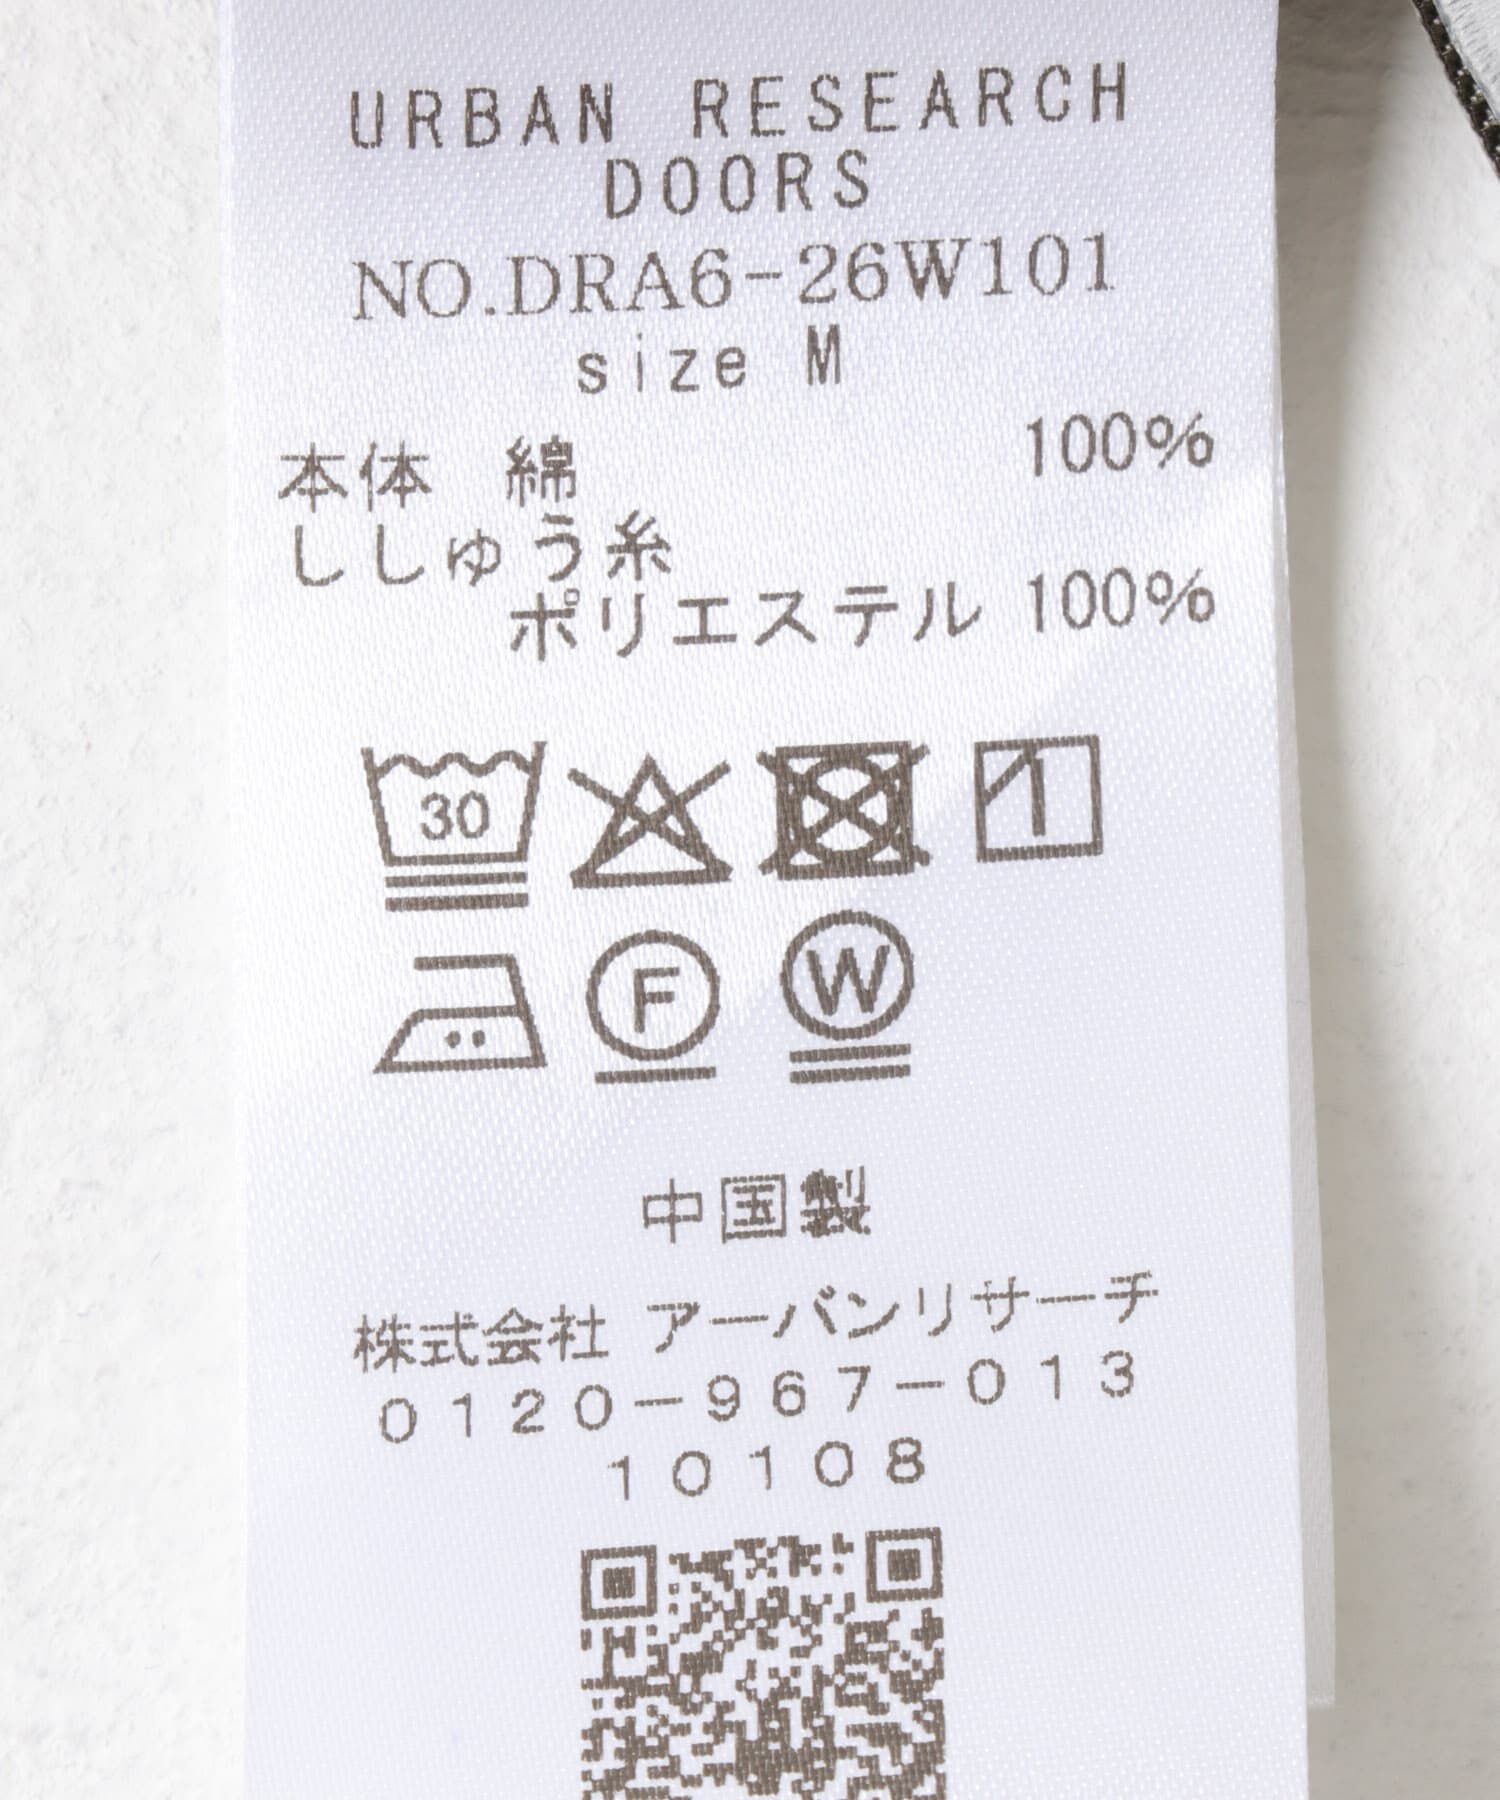 URBAN RESEARCH
DOORS
NO.DRA6-26W101
size M
本体 綿 100%
ししゅう糸
ポリエステル 100%
30
F
W
中国製
株式会社 アーバンリサーチ
0120-967-013
10108